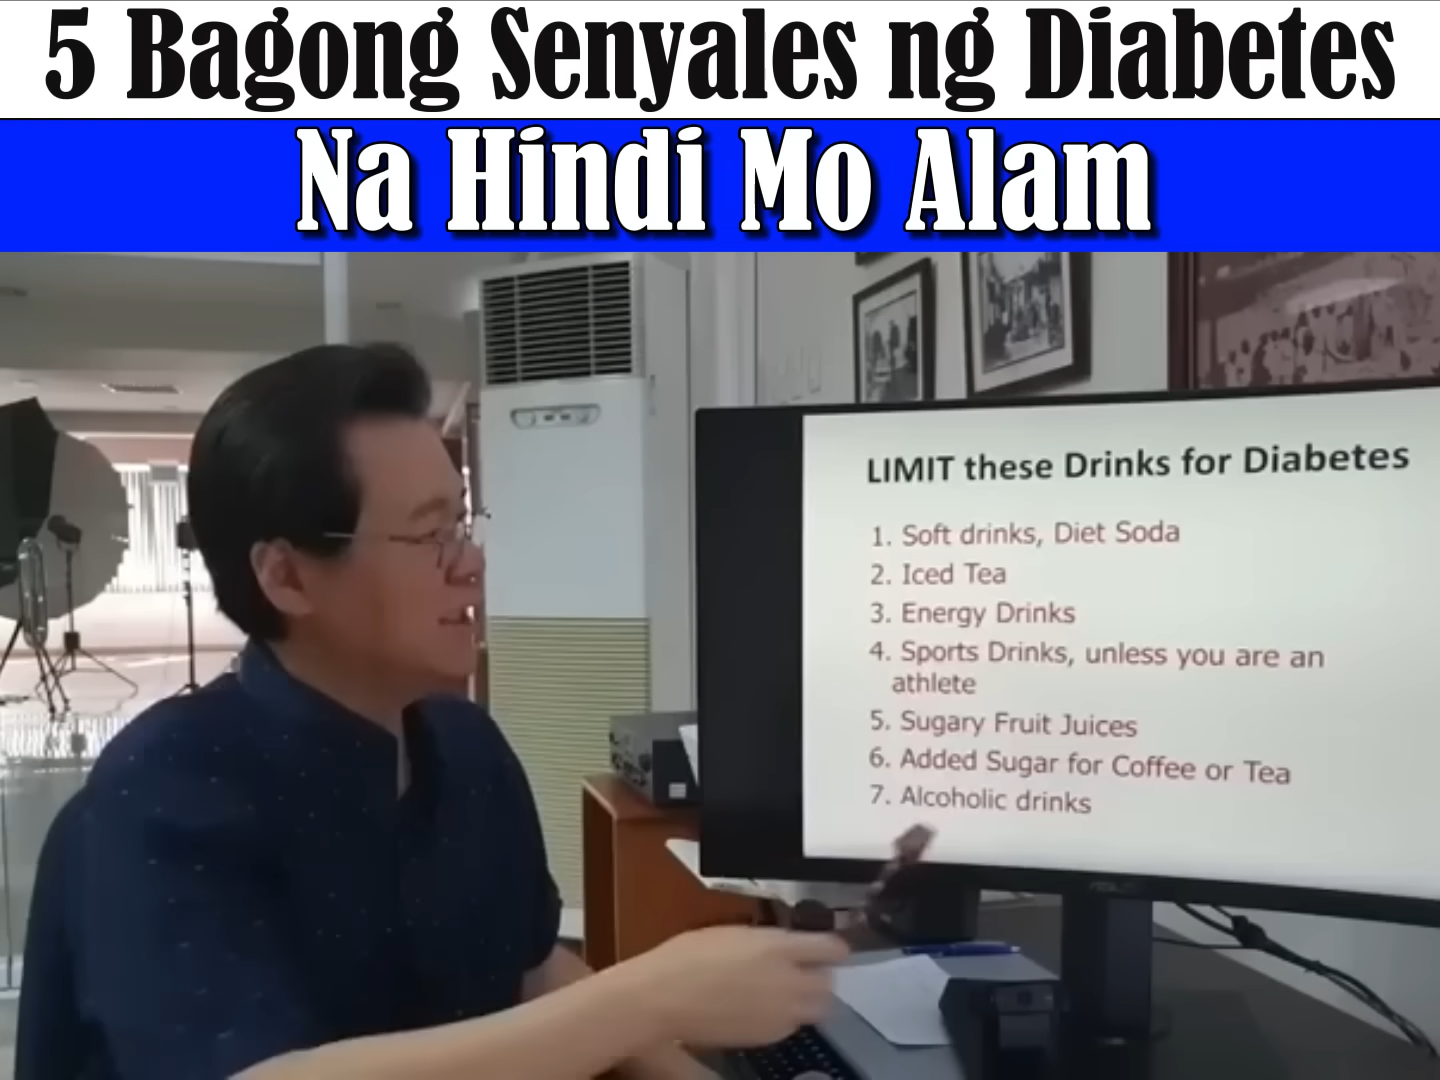 5 Bagong Senyales ng Diabetes
Na Hindi Mo Alam
LIMIT these Drinks for Diabetes
1. Soft drinks, Diet Soda
2. Iced Tea
3. Energy Drinks
4. Sports Drinks, unless you are an
athlete
5. Sugary Fruit Juices
6. Added Sugar for Coffee or Tea
7. Alcoholic drinks